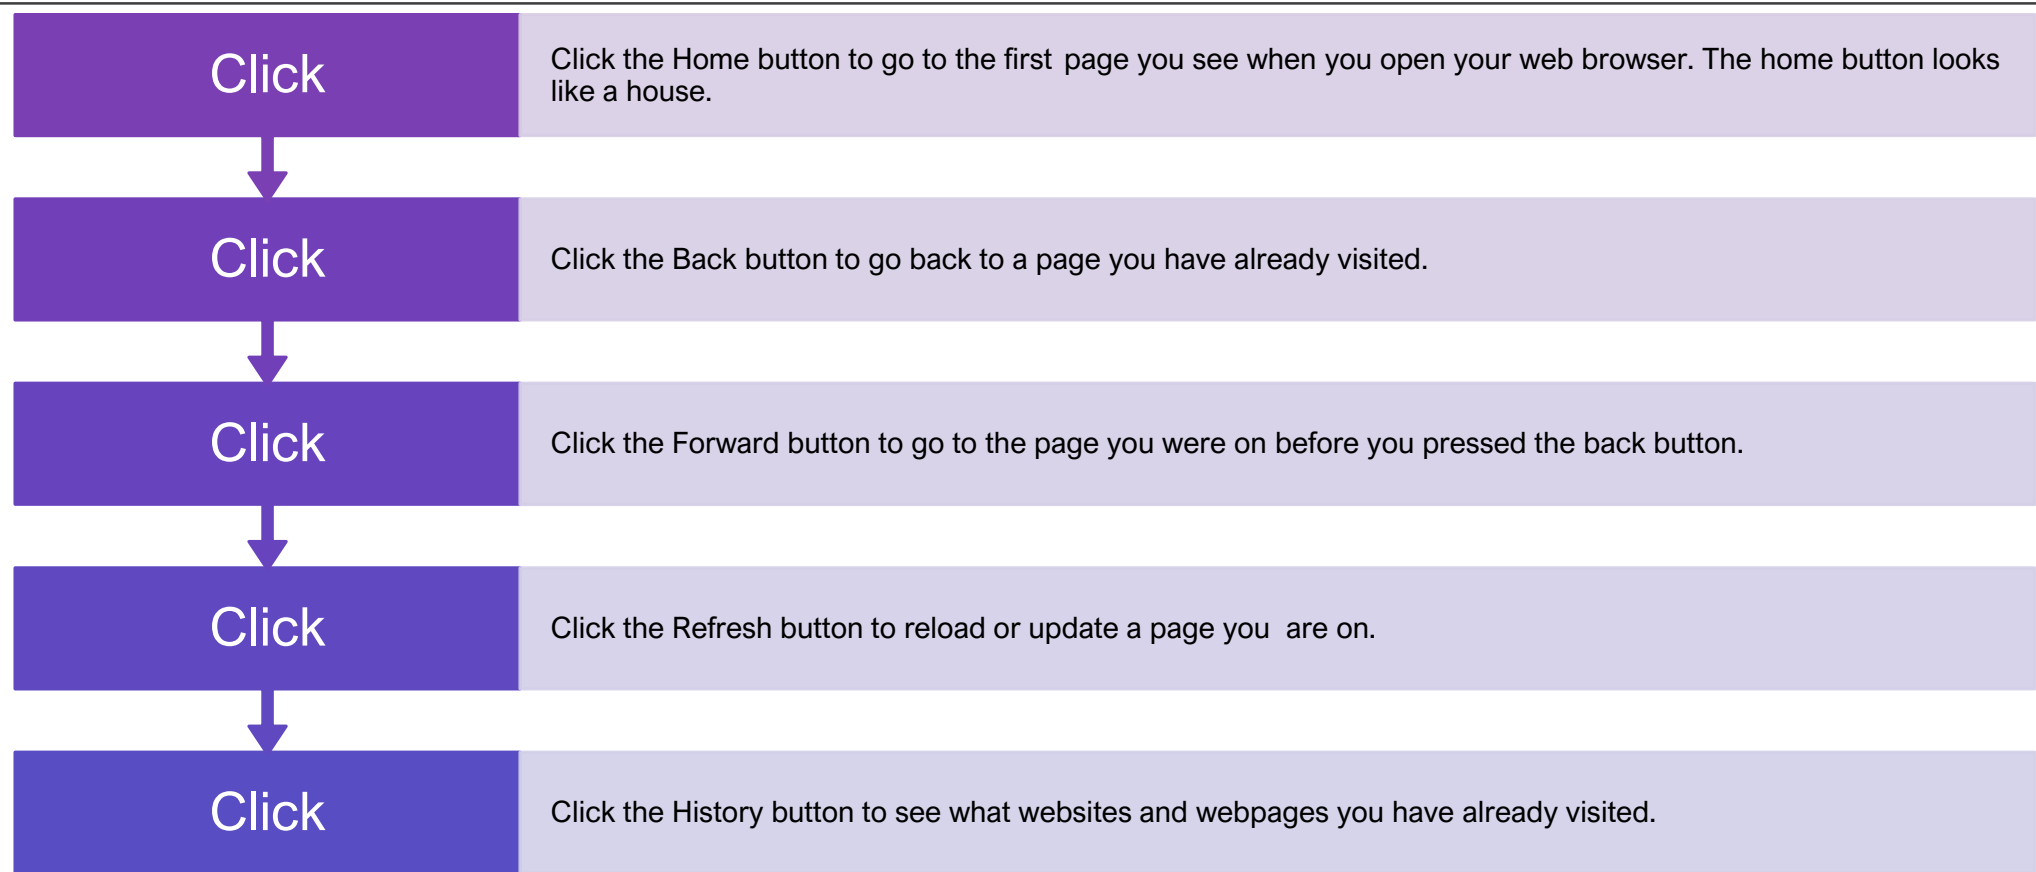 Click
Click the Home button to go to the first page you see when you open your web browser. The home button looks
like a house.
Click
Click the Back button to go back to a page you have already visited.
Click
Click the Forward button to go to the page you were on before you pressed the back button.
Click
Click the Refresh button to reload or update a page you are on.
Click
Click the History button to see what websites and webpages you have already visited.